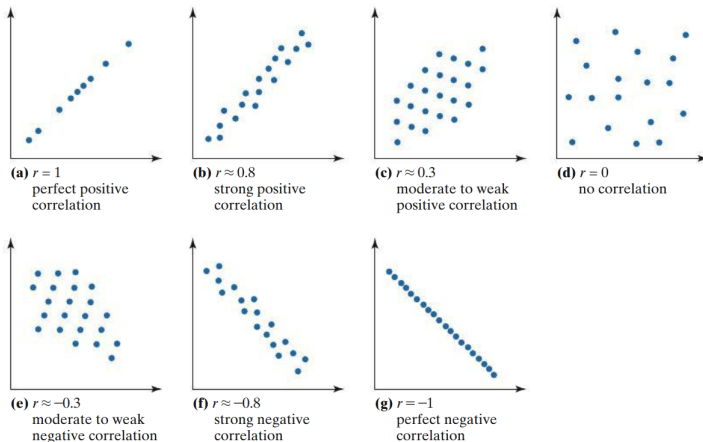 (a) r = 1
perfect positive
correlation
(b) r ≈ 0.8
strong positive
correlation
(c) r ≈ 0.3
moderate to weak
positive correlation
(d) r = 0
no correlation
(e) r ≈ −0.3
moderate to weak
negative correlation
(f) r ≈ −0.8
strong negative
correlation
(g) r = −1
perfect negative
correlation